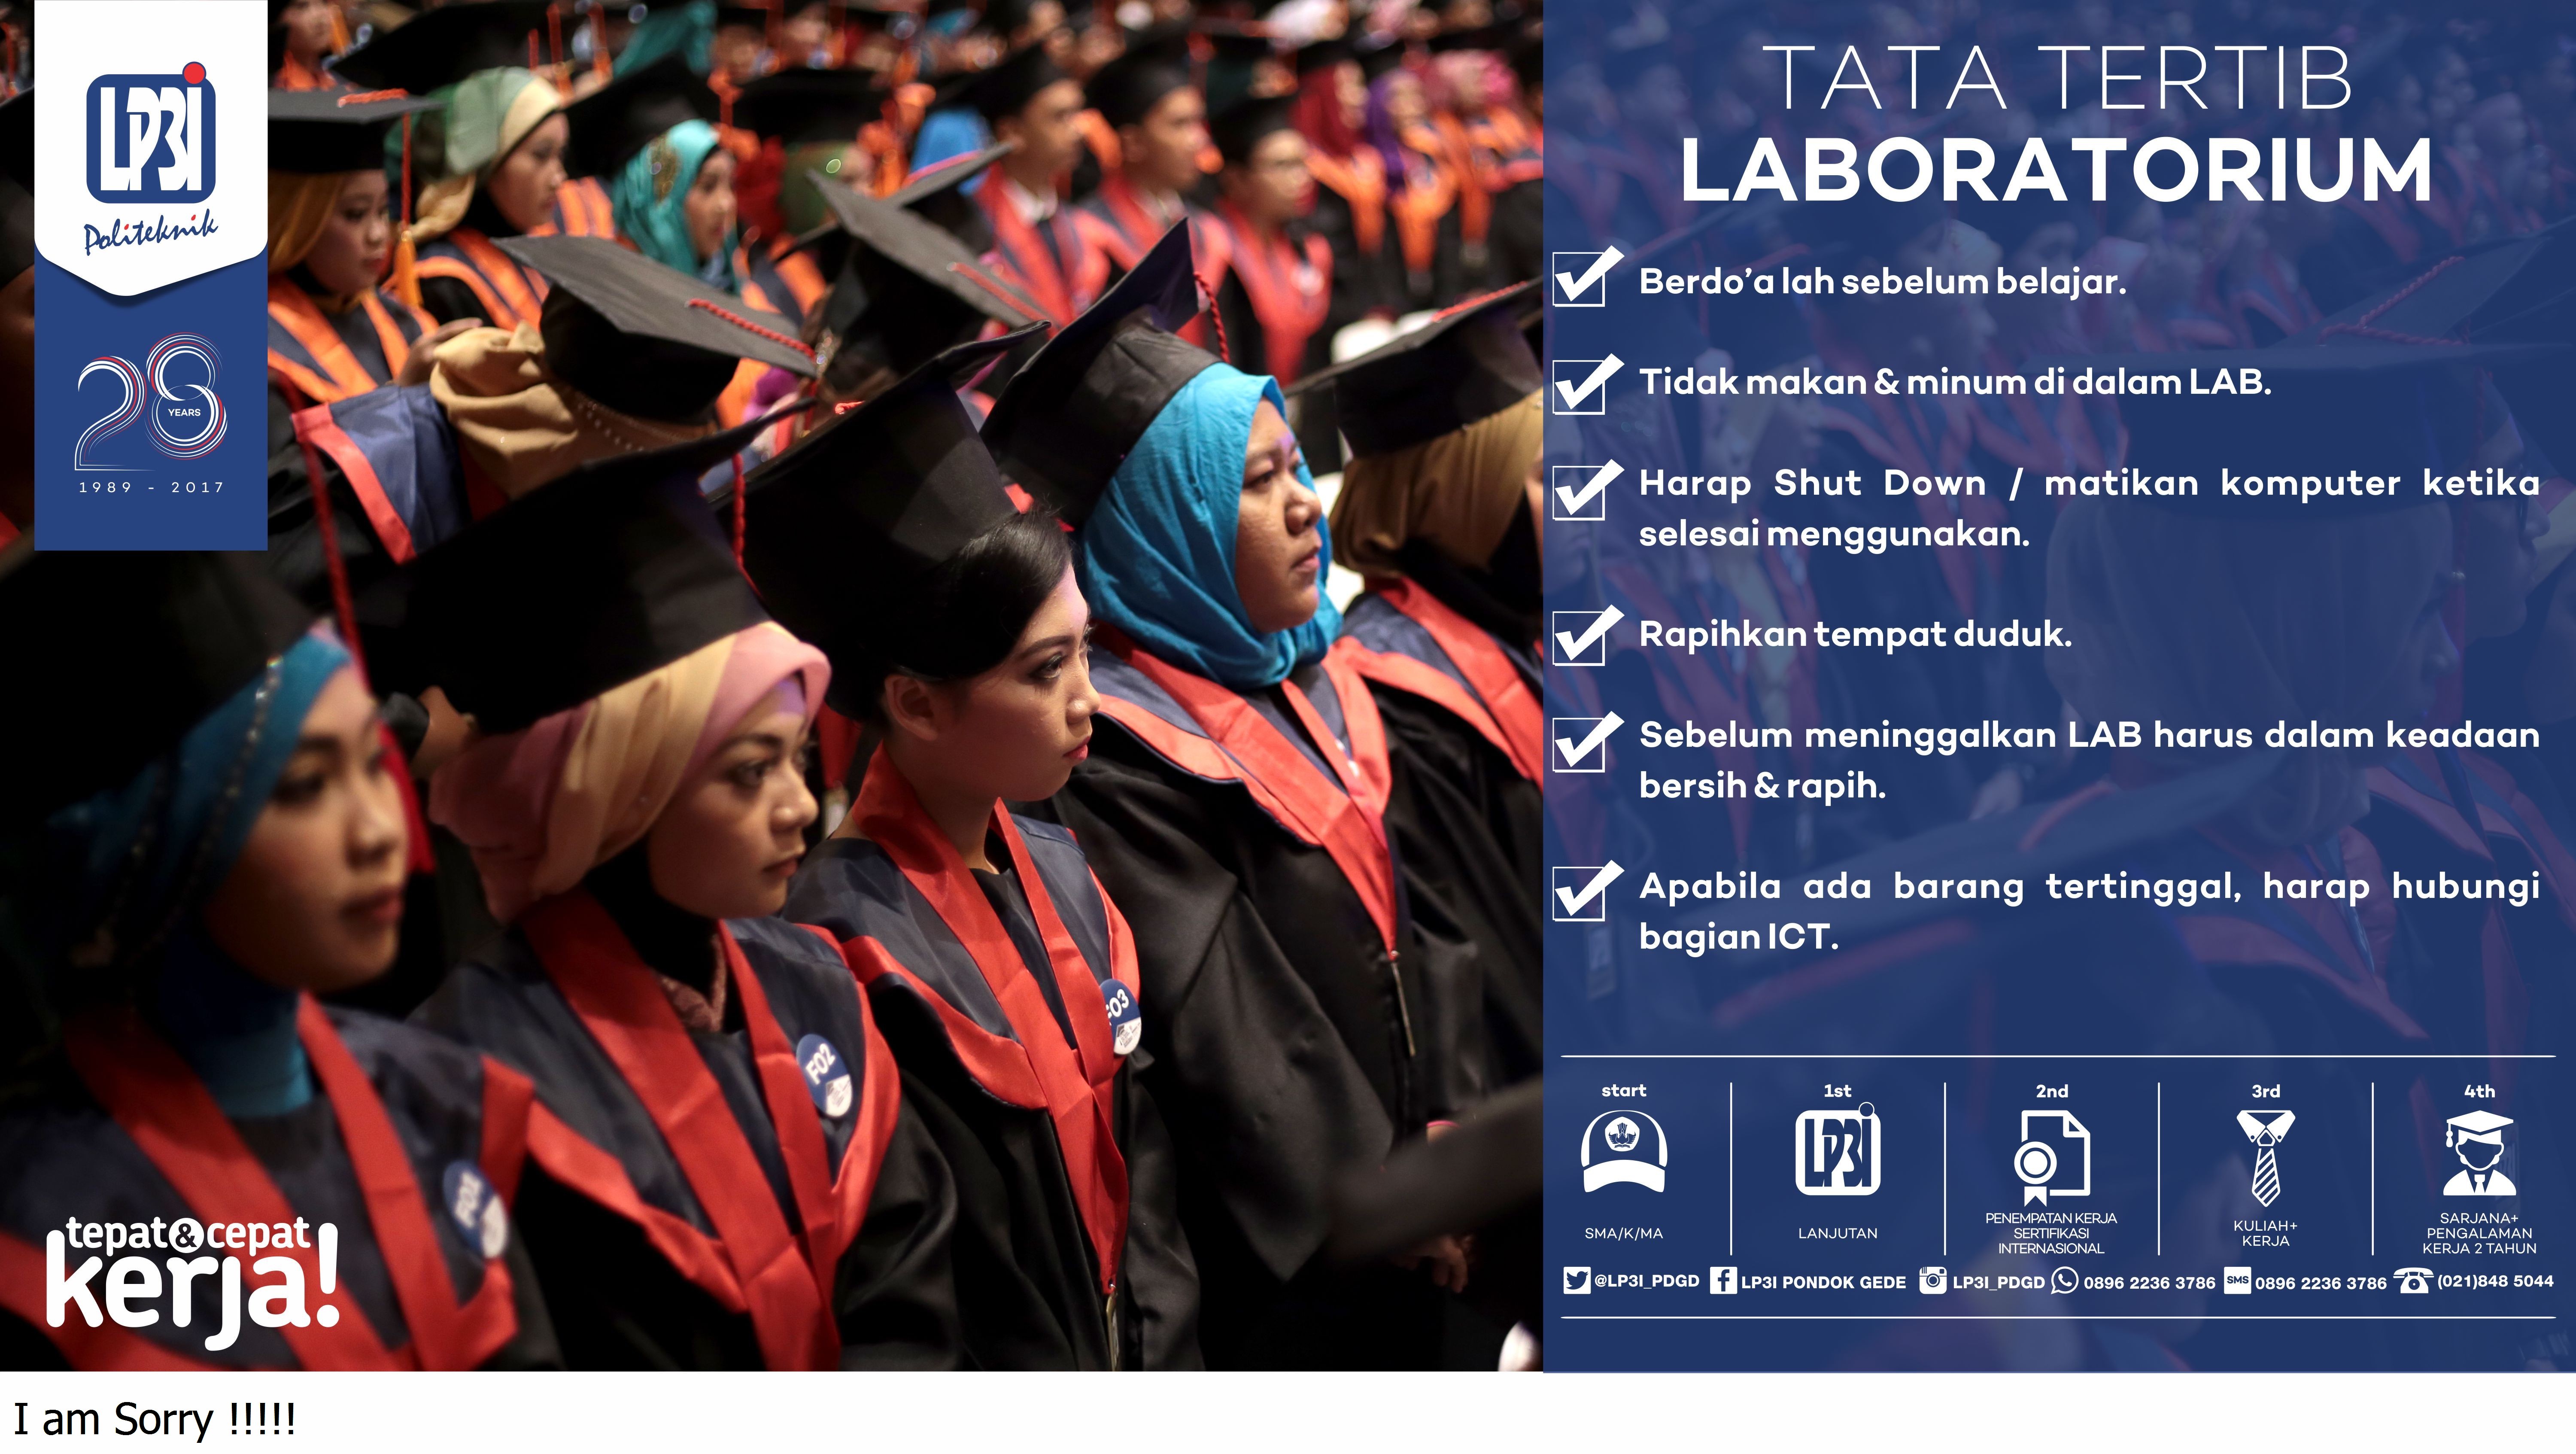 LP3I
Politeknik
28
YEARS
1989 - 2017
FO3
FO2
tepat&cepat
kerja!
TATA TERTIB
LABORATORIUM
Berdo'a lah sebelum belajar.
Tidak makan & minum di dalam LAB.
Harap Shut Down / matikan komputer ketika
selesai menggunakan.
Rapihkan tempat duduk.
Sebelum meninggalkan LAB harus dalam keadaan
bersih & rapih.
Apabila ada barang tertinggal, harap hubungi
bagian ICT.
start
SMA/K/MA
1st
LP3I
LANJUTAN
2nd
PENEMPATAN KERJA
SERTIFIKASI
INTERNASIONAL
3rd
KULIAH+
KERJA
4th
SARJANA+
PENGALAMAN
KERJA 2 TAHUN
@LP3I_PDGD LP3I PONDOK GEDE LP3I_PDGD 0896 2236 3786 SMS 0896 2236 3786 (021)848 5044
I am Sorry !!!!!